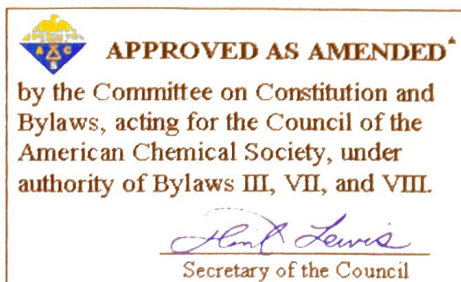 A C S
APPROVED AS AMENDED*
by the Committee on Constitution and
Bylaws, acting for the Council of the
American Chemical Society, under
authority of Bylaws III, VII, and VIII.
Lewis
Secretary of the Council